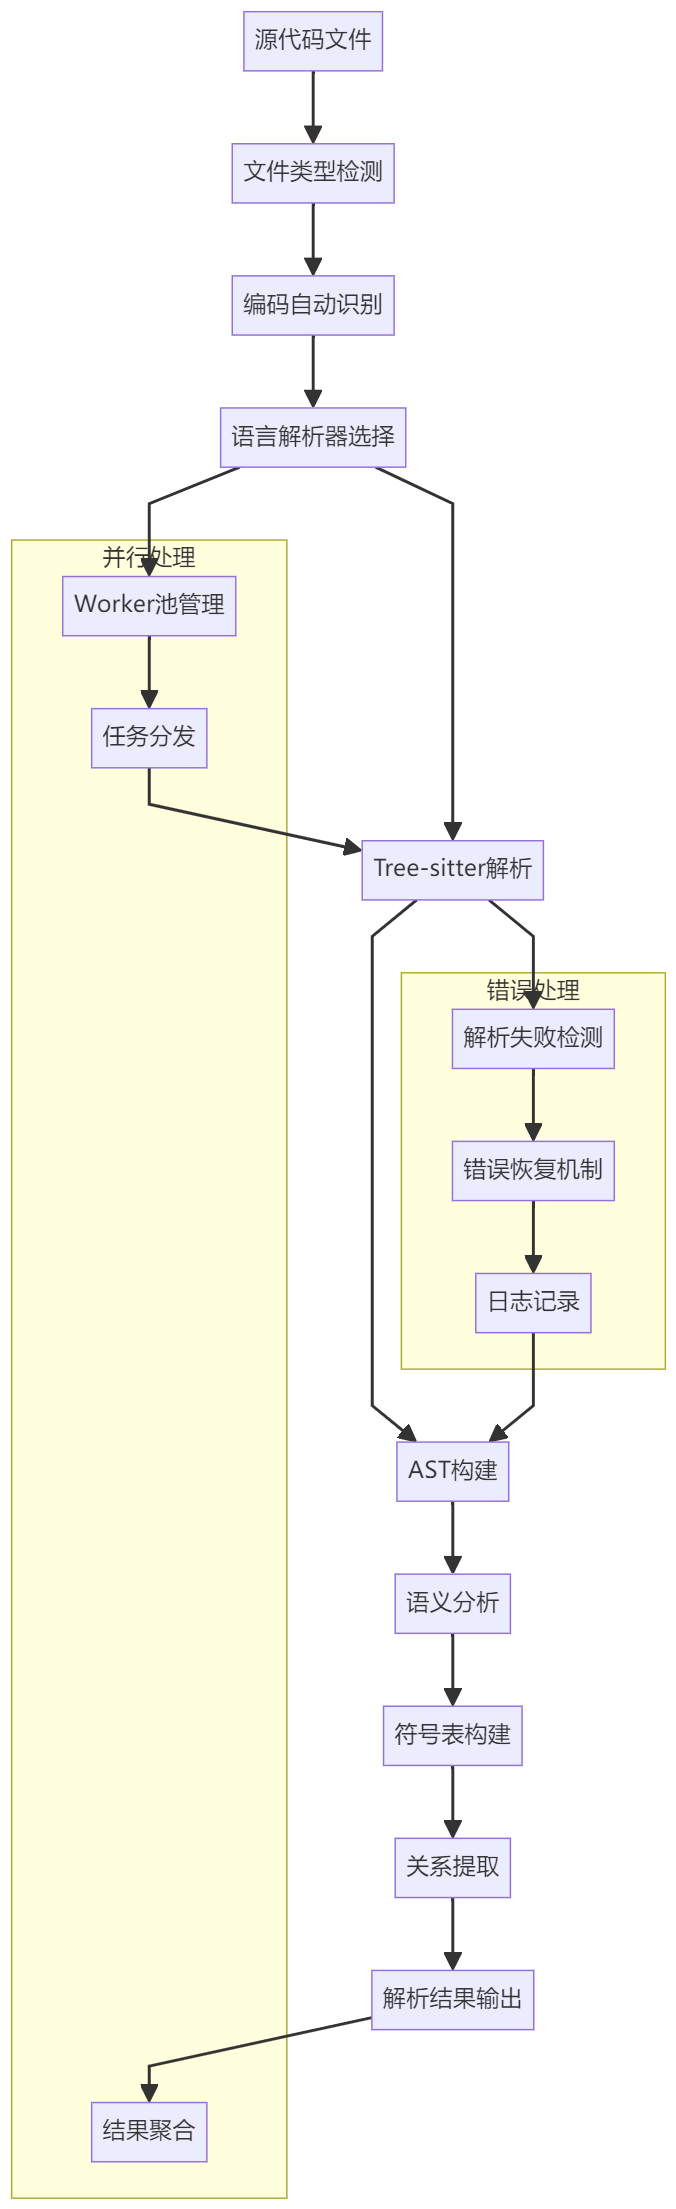 源代码文件
文件类型检测
编码自动识别
语言解析器选择
并行处理
Worker池管理
任务分发
Tree-sitter解析
错误处理
解析失败检测
错误恢复机制
日志记录
AST构建
语义分析
符号表构建
关系提取
解析结果输出
结果聚合